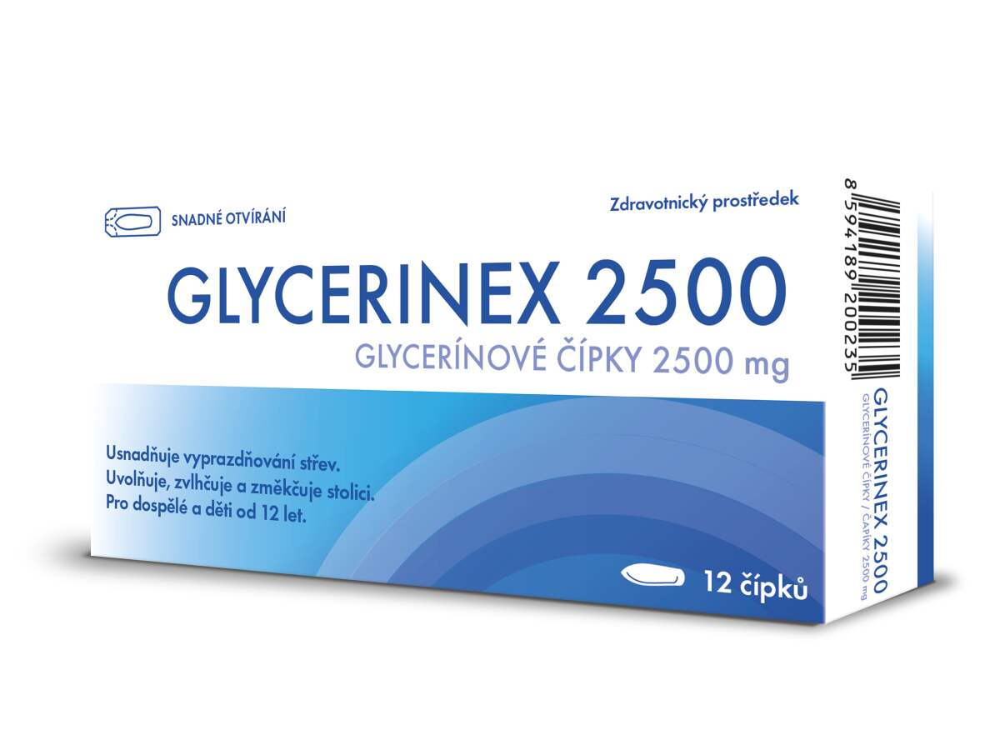 SNADNÉ OTVÍRÁNÍ
Zdravotnický prostředek
GLYCERINEX 2500
GLYCERÍNOVÉ ČÍPKY 2500 mg
Usnadňuje vyprazdňování střev.
Uvolňuje, zvlhčuje a změkčuje stolici.
Pro dospělé a děti od 12 let.
12 čípků
8 594189 200235
GLYCERINEX 2500
GLYCERÍNOVÉ ČÍPKY / ČAPÍKY 2500 mg